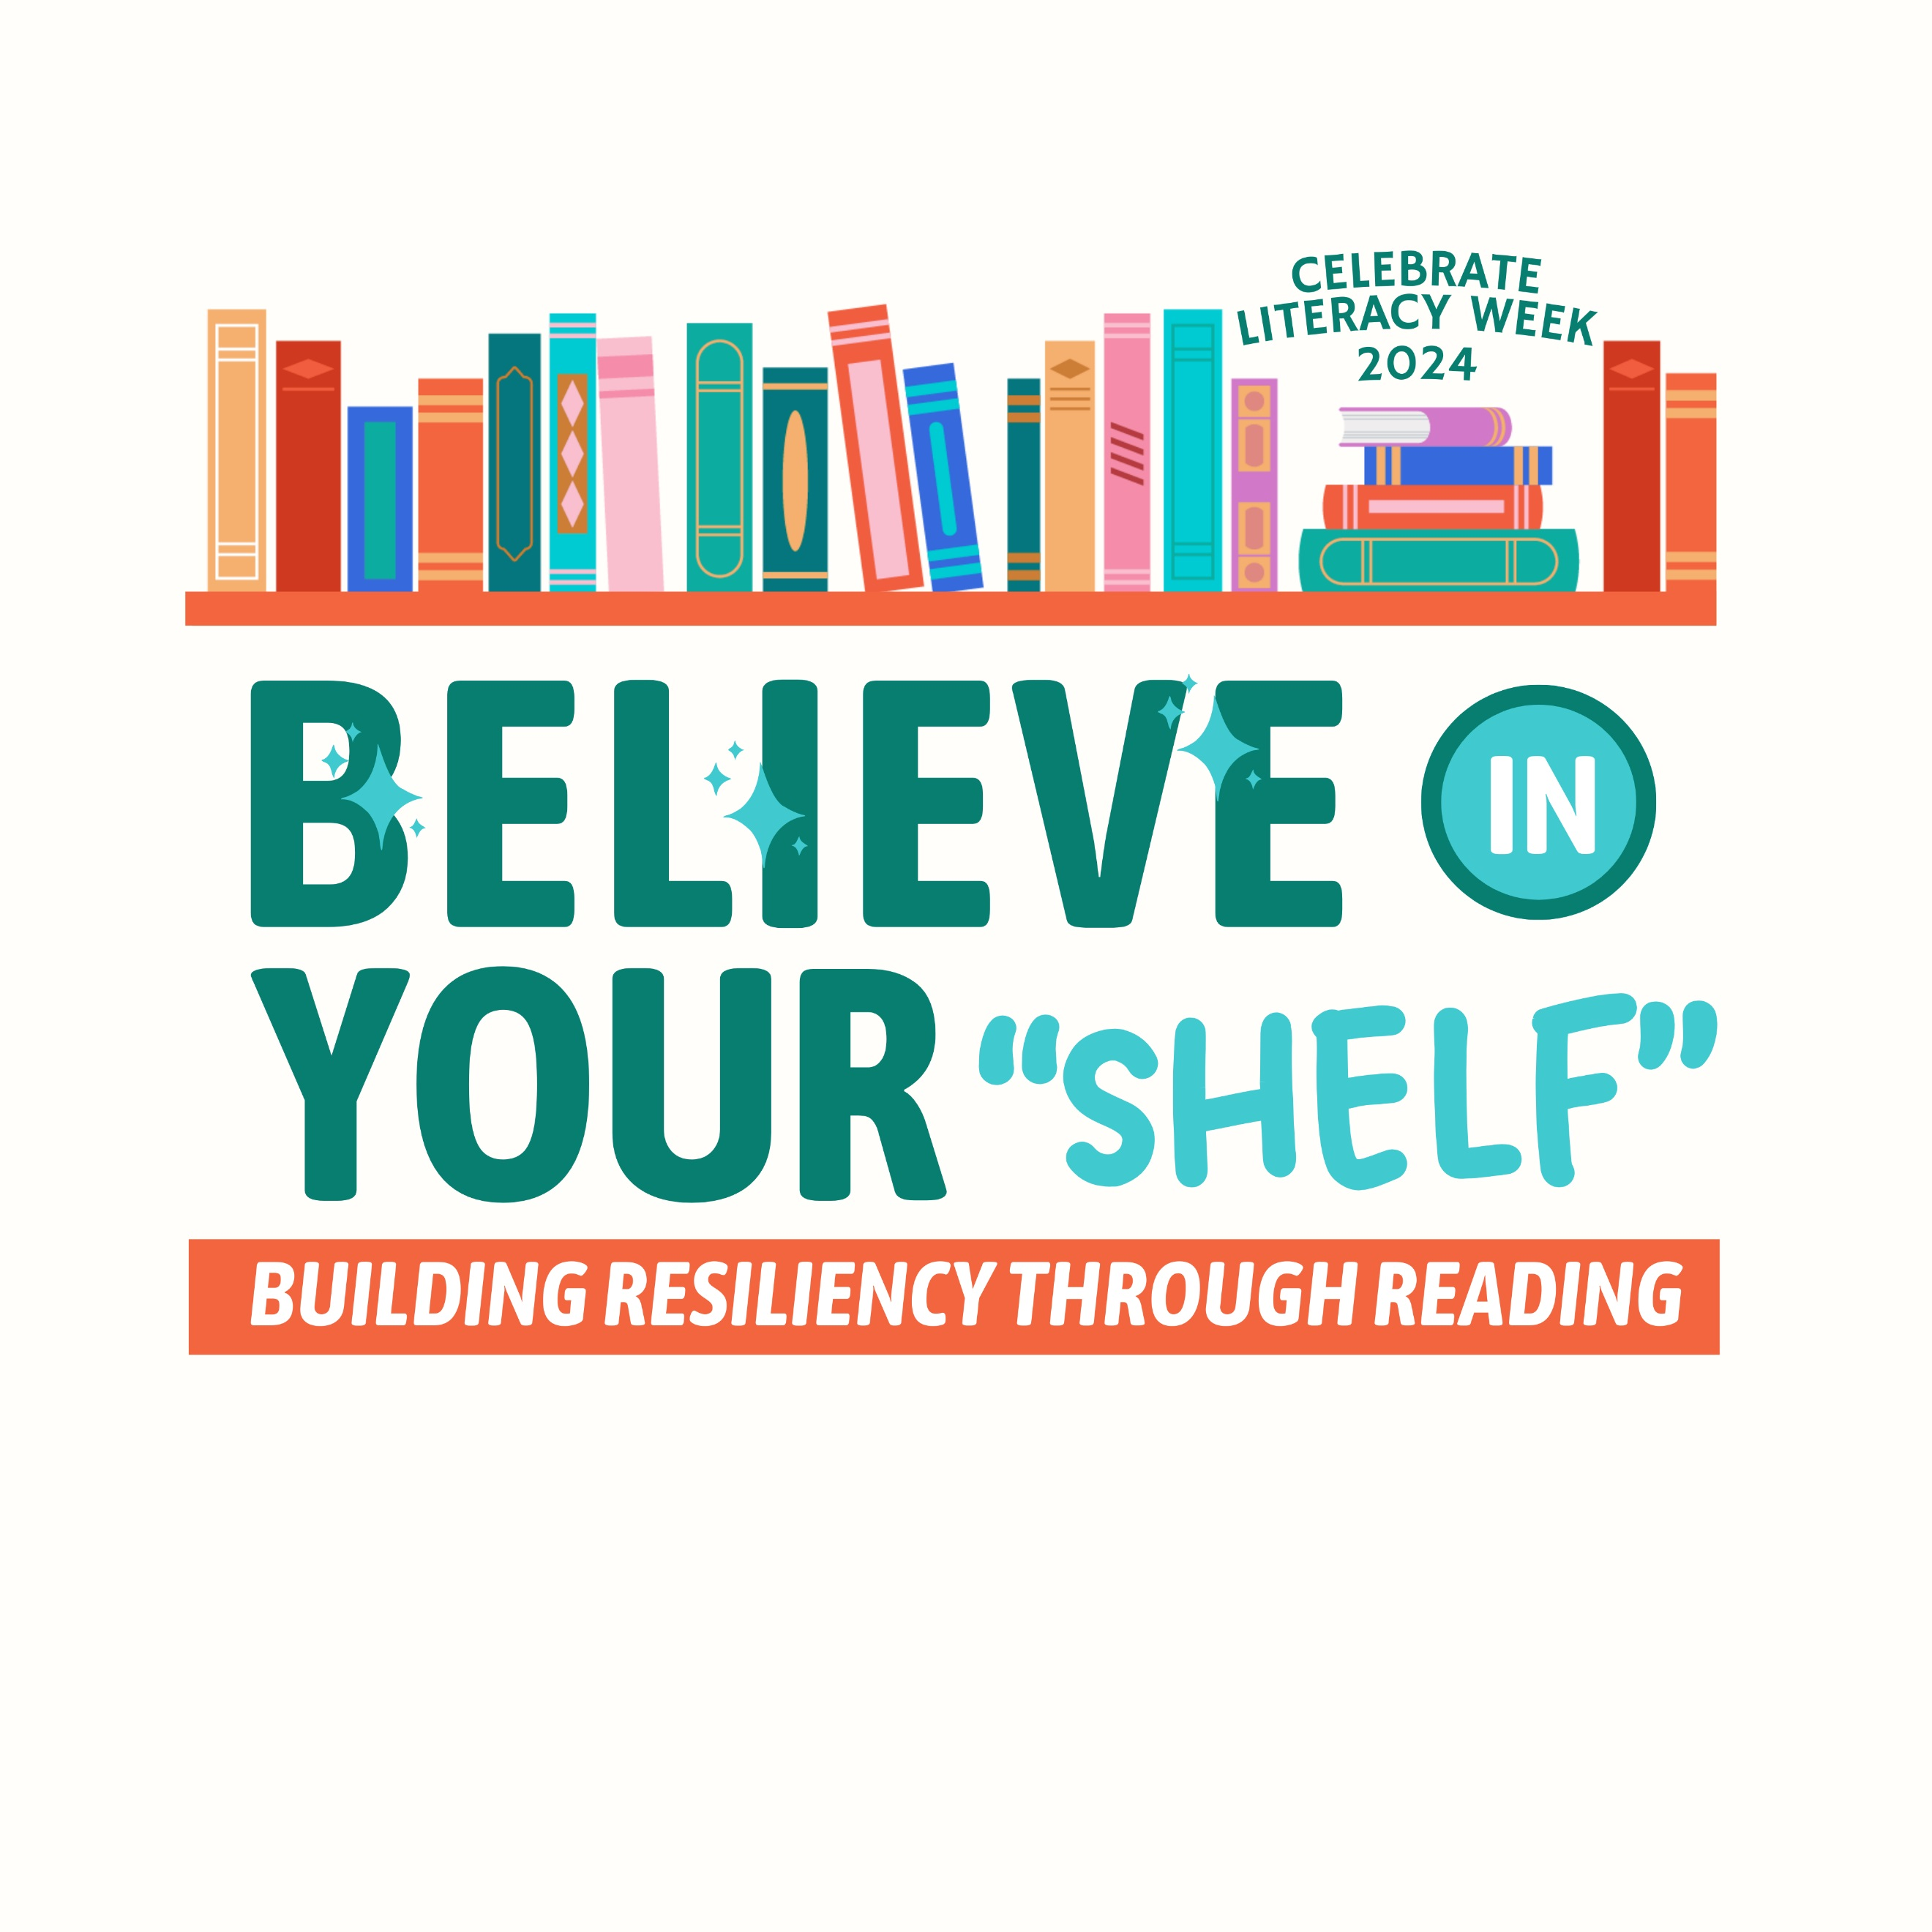 CELEBRATE
LITERACY WEEK
2024
BELIEVE IN
YOUR “SHELF”
BUILDING RESILIENCY THROUGH READING